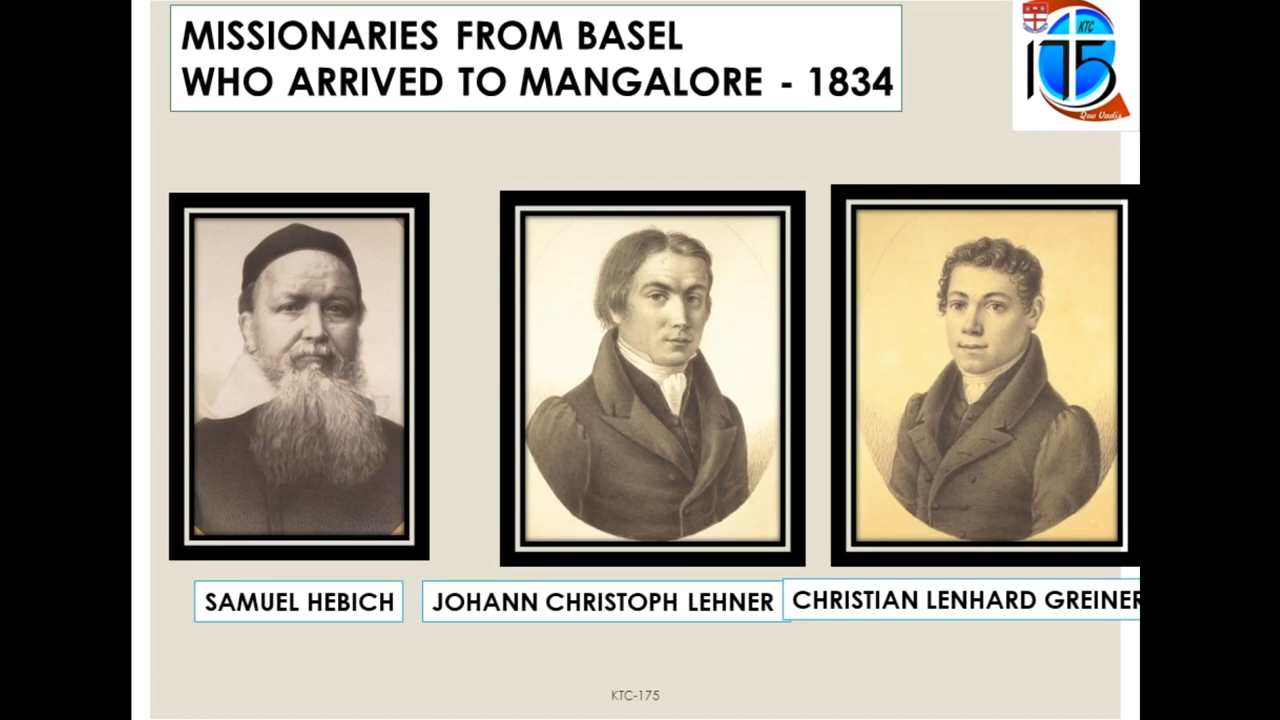 MISSIONARIES FROM BASEL
WHO ARRIVED TO MANGALORE - 1834
KTC
175
Quo Vadis
SAMUEL HEBICH
JOHANN CHRISTOPH LEHNER
CHRISTIAN LENHARD GREINER
KTC-175